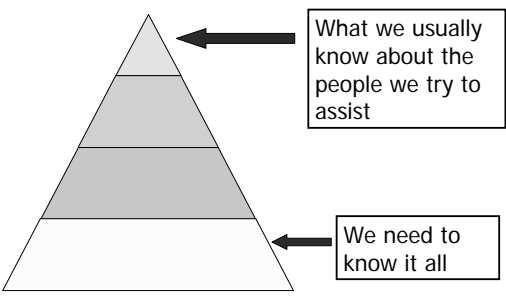 What we usually
know about the
people we try to
assist
We need to
know it all